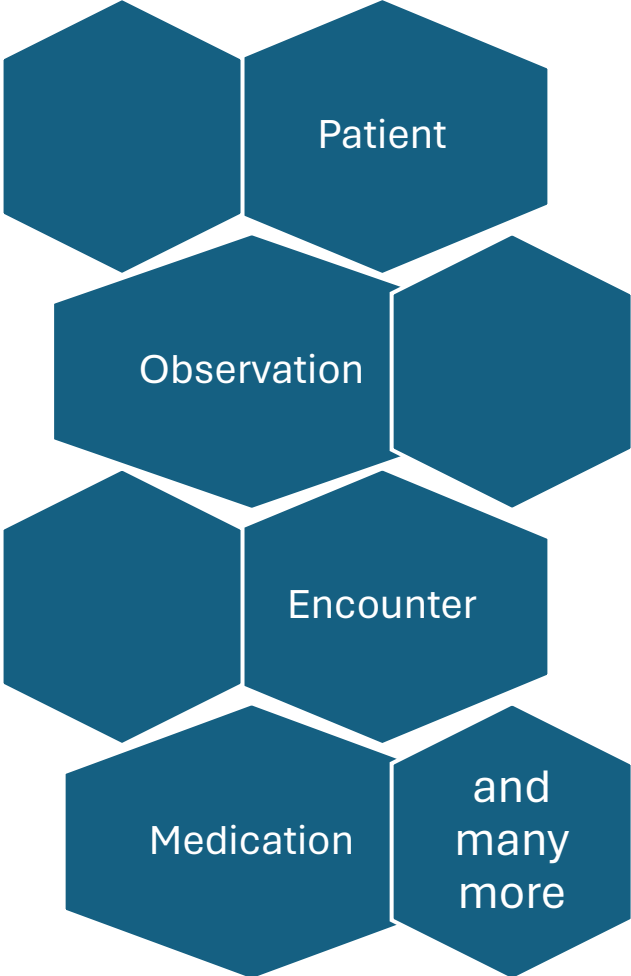 Patient
Observation
Encounter
Medication
and
many
more